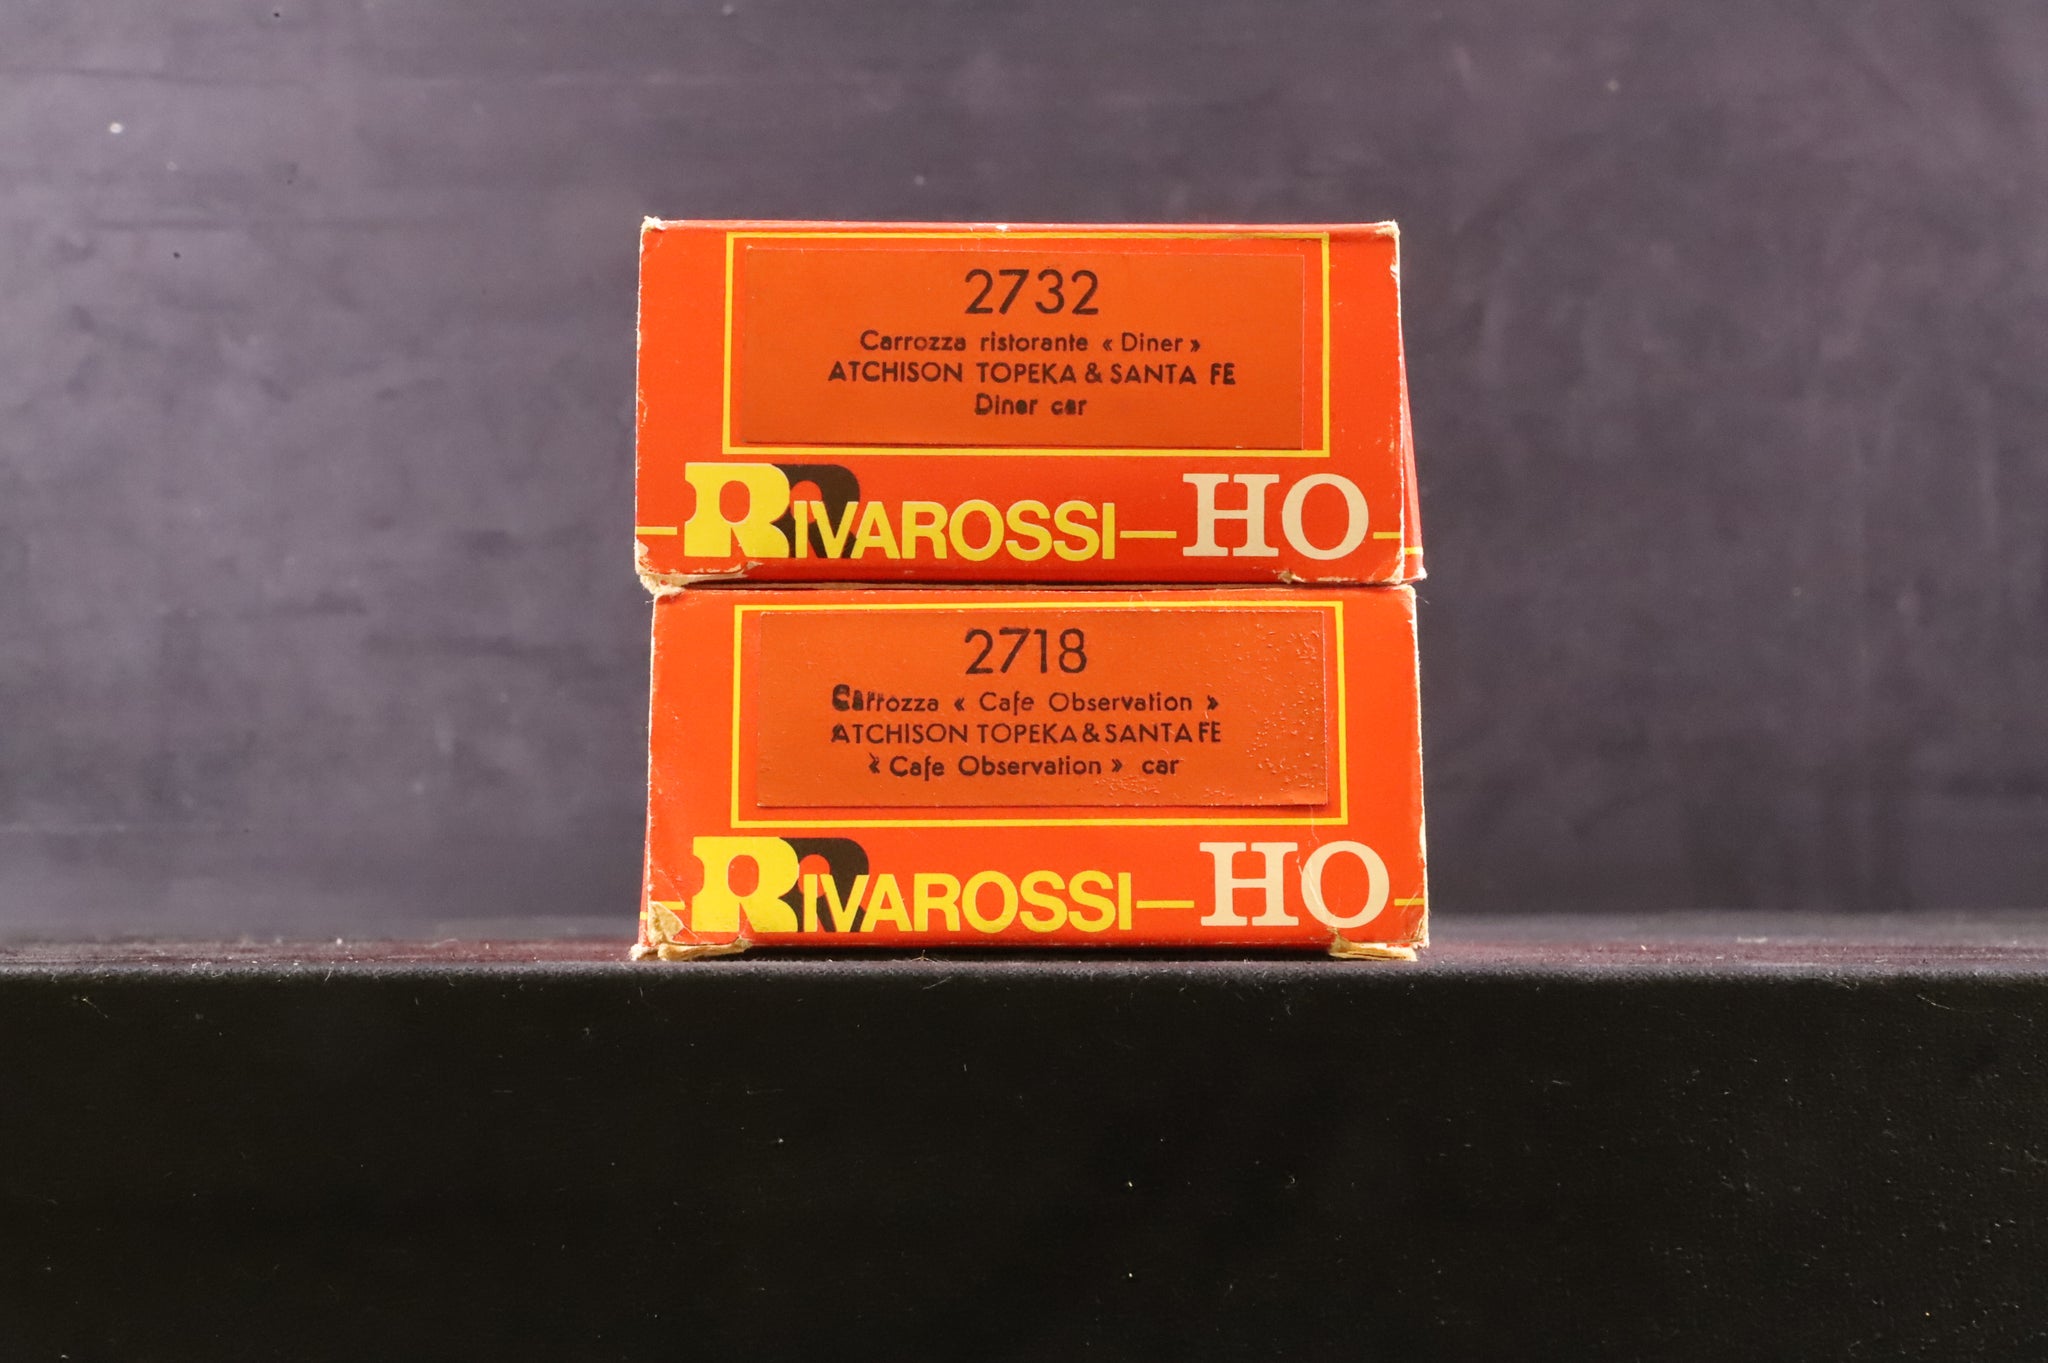 2732
Carrozza ristorante « Diner »
ATCHISON TOPEKA & SANTA FE
Diner car
RIVAROSSI HO
2718
Carrozza « Cafe Observation »
ATCHISON TOPEKA & SANTA FE
« Cafe Observation » car
RIVAROSSI HO